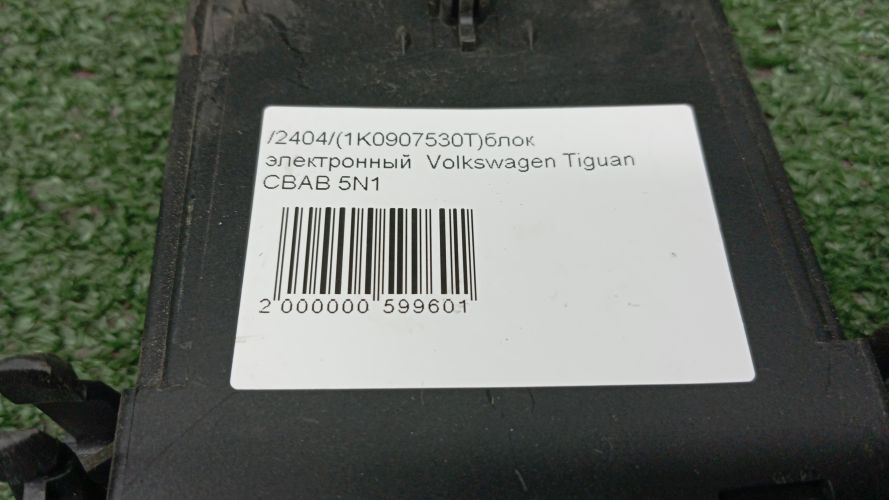 /2404/(1K0907530T)блок
электронный Volkswagen Tiguan
CBAB 5N1
2 000000 599601